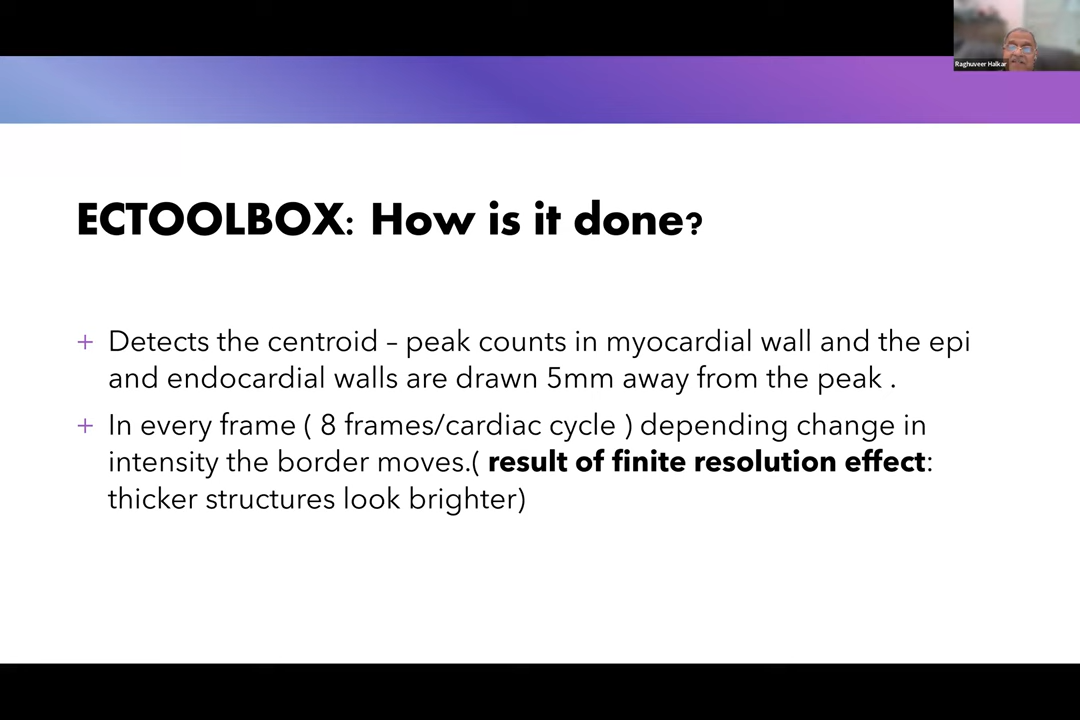 Raghuveer Halkar
ECTOOLBOX: How is it done?
+ Detects the centroid – peak counts in myocardial wall and the epi
and endocardial walls are drawn 5mm away from the peak .
+ In every frame ( 8 frames/cardiac cycle ) depending change in
intensity the border moves.( result of finite resolution effect:
thicker structures look brighter)